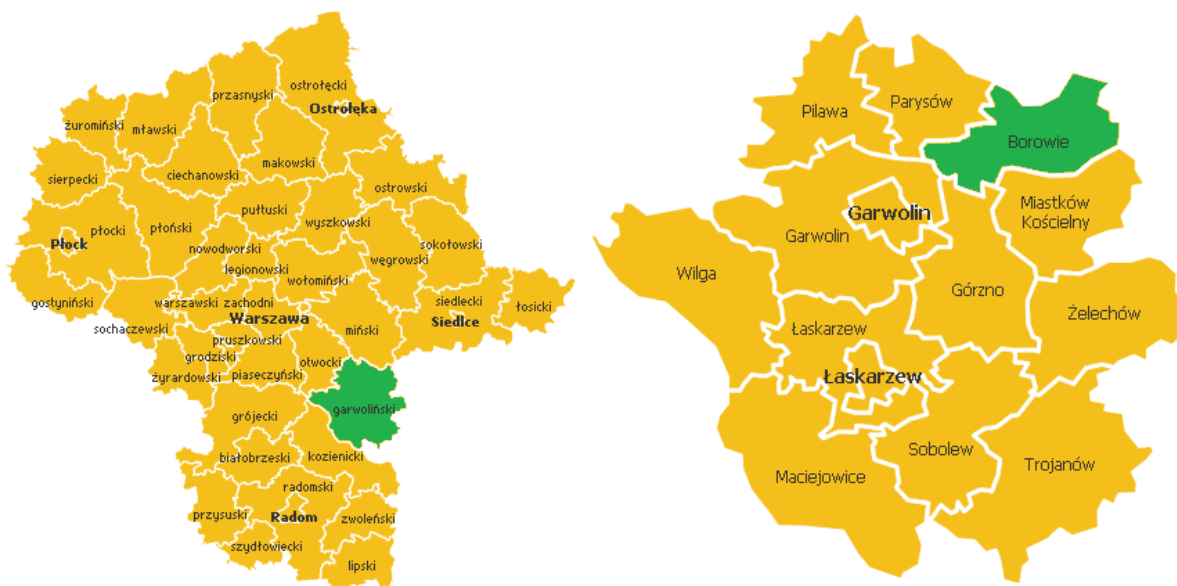 ostrołęcki
przasnyski
Ostrołęka
żuromiński
mławski
makowski
ciechanowski
sierpecki
ostrowski
pułtuski
wyszkowski
płocki
płoński
Płock
nowodworski
sokołowski
węgrowski
legionowski
wołomiński
gostyniński
warszawski zachodni
siedlecki
łosicki
Warszawa
Siedlce
sochaczewski
miński
pruszkowski
grodziski
otwocki
żyrardowski
piaseczyński
garwoliński
grójecki
białobrzeski
kozienicki
radomski
przysuski
Radom
zwoleński
szydłowiecki
lipski
Pilawa
Parysów
Borowie
Miastków
Kościelny
Garwolin
Garwolin
Wilga
Górzno
Żelechów
Łaskarzew
Łaskarzew
Sobolew
Maciejowice
Trojanów